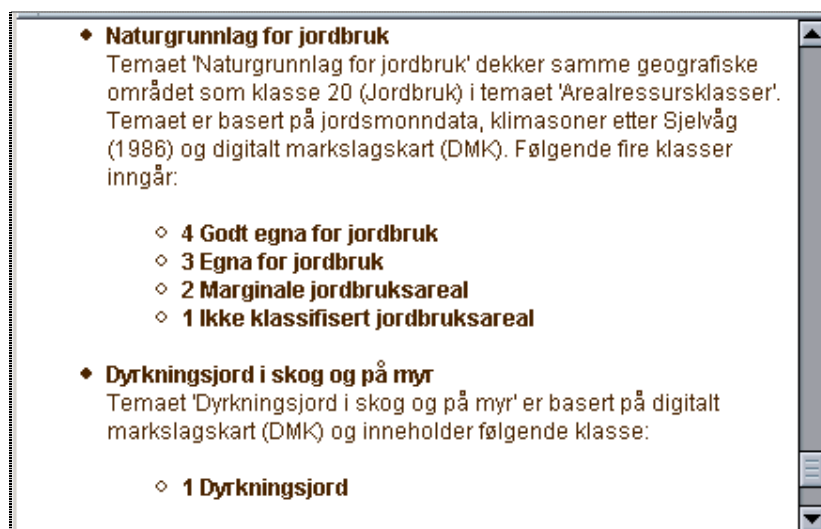 Naturgrunnlag for jordbruk
Temaet 'Naturgrunnlag for jordbruk' dekker samme geografiske
området som klasse 20 (Jordbruk) i temaet 'Arealressursklasser'.
Temaet er basert på jordsmonndata, klimasoner etter Sjelvåg
(1986) og digitalt markslagskart (DMK). Følgende fire klasser
inngår:
4 Godt egna for jordbruk
3 Egna for jordbruk
2 Marginale jordbruksareal
1 Ikke klassifisert jordbruksareal
Dyrkningsjord i skog og på myr
Temaet 'Dyrkningsjord i skog og på myr' er basert på digitalt
markslagskart (DMK) og inneholder følgende klasse:
1 Dyrkningsjord